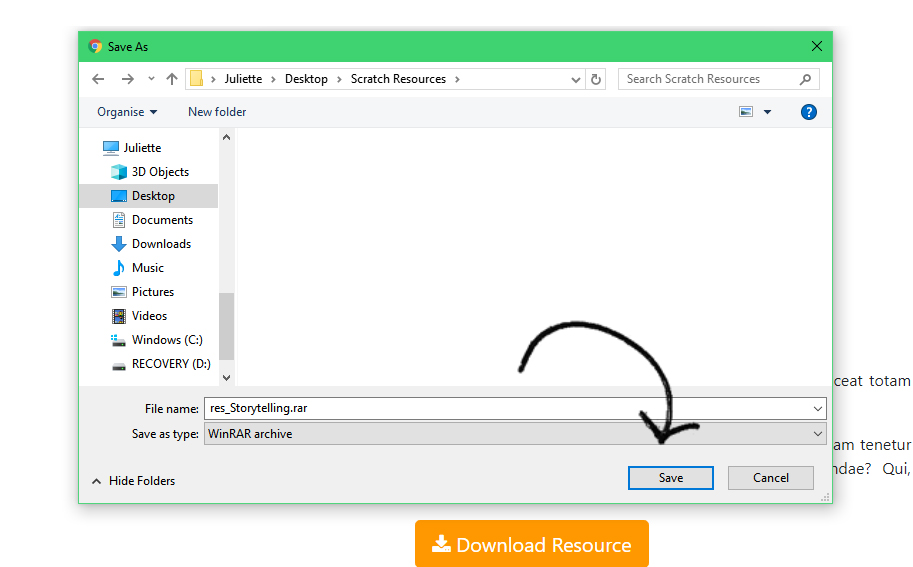 Save As
Juliette
Desktop
Scratch Resources
Search Scratch Resources
Organise
New folder
?
Juliette
3D Objects
Desktop
Documents
Downloads
Music
Pictures
Videos
Windows (C:)
RECOVERY (D:)
ceat totam
File name: res_Storytelling.rar
Save as type: WinRAR archive
am tenetur
ndae? Qui,
Hide Folders
Save
Cancel
Download Resource